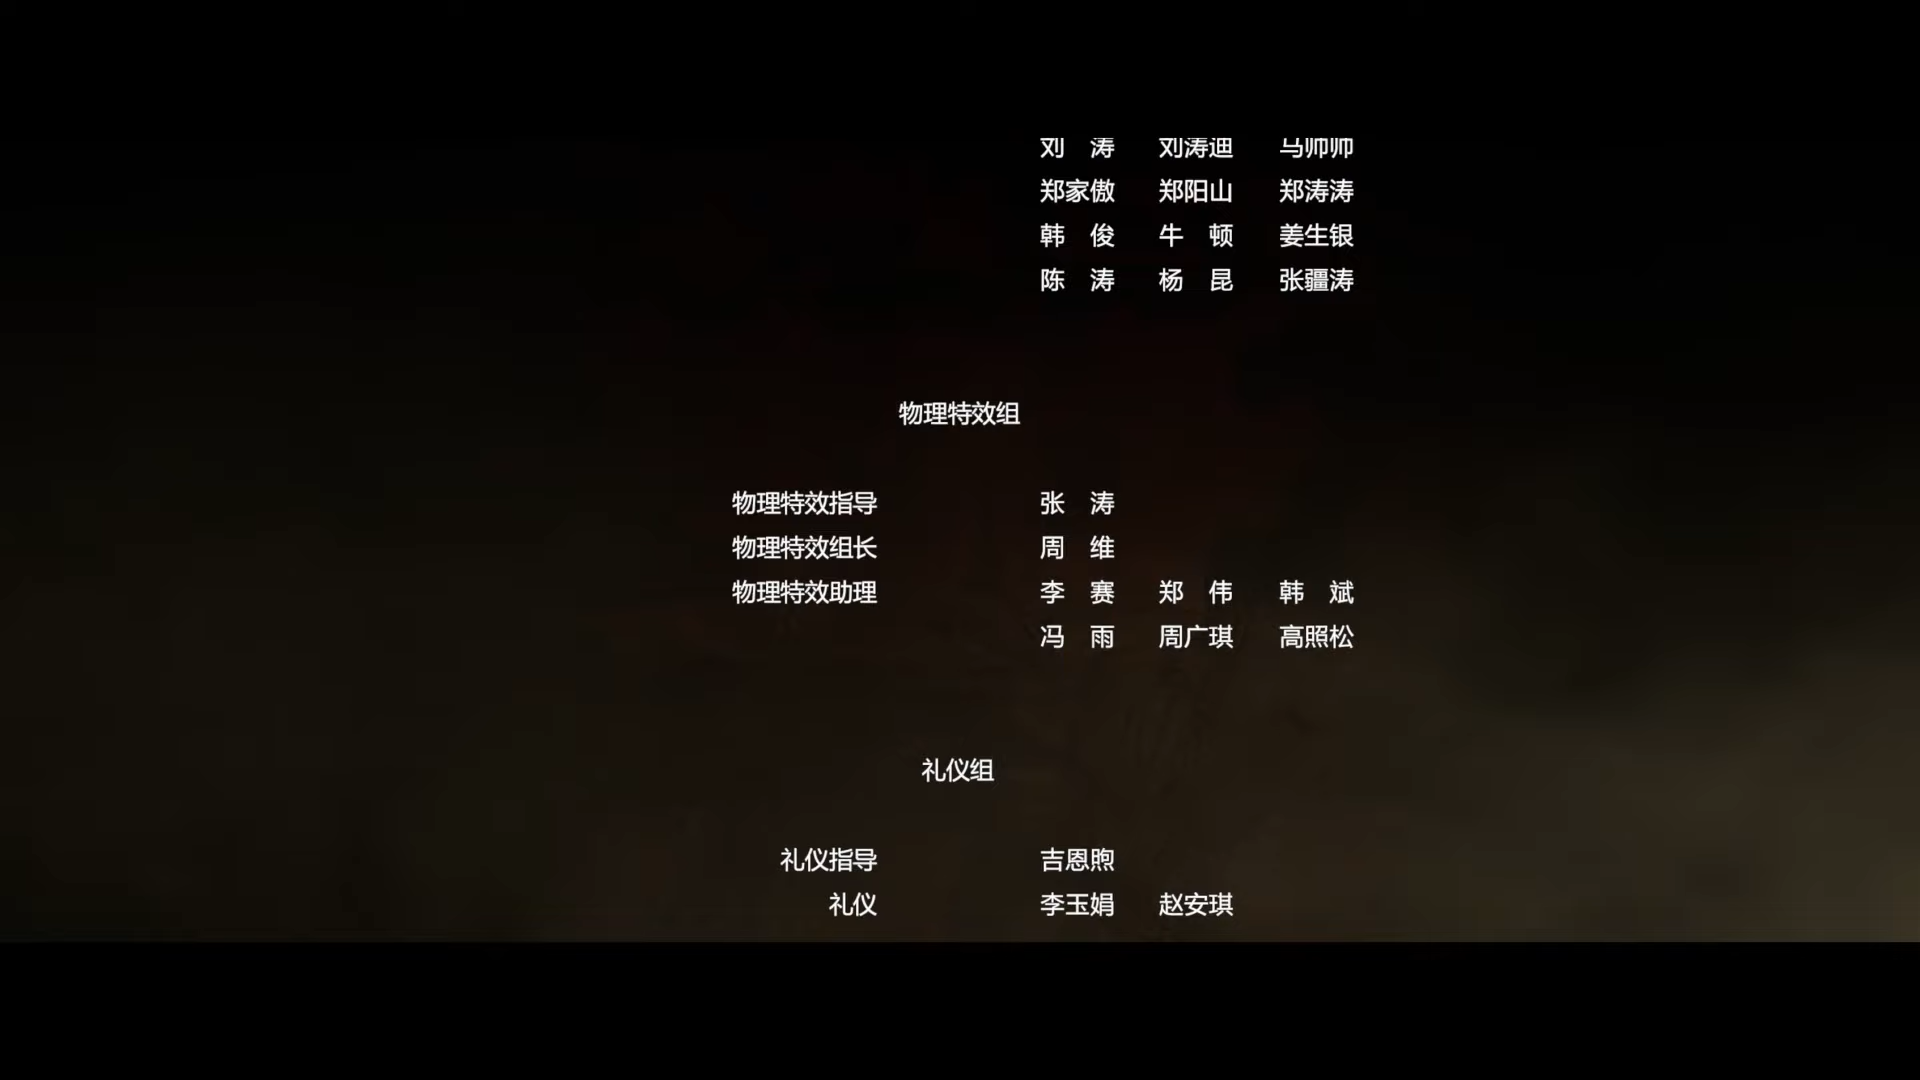 刘　涛　刘涛迪　马帅帅
郑家傲　郑阳山　郑涛涛
韩　俊　牛　顿　姜生银
陈　涛　杨　昆　张疆涛
物理特效组
物理特效指导　张　涛
物理特效组长　周　维
物理特效助理　李　赛　郑　伟　韩　斌
冯　雨　周广琪　高照松
礼仪组
礼仪指导　吉恩煦
礼仪　李玉娟　赵安琪